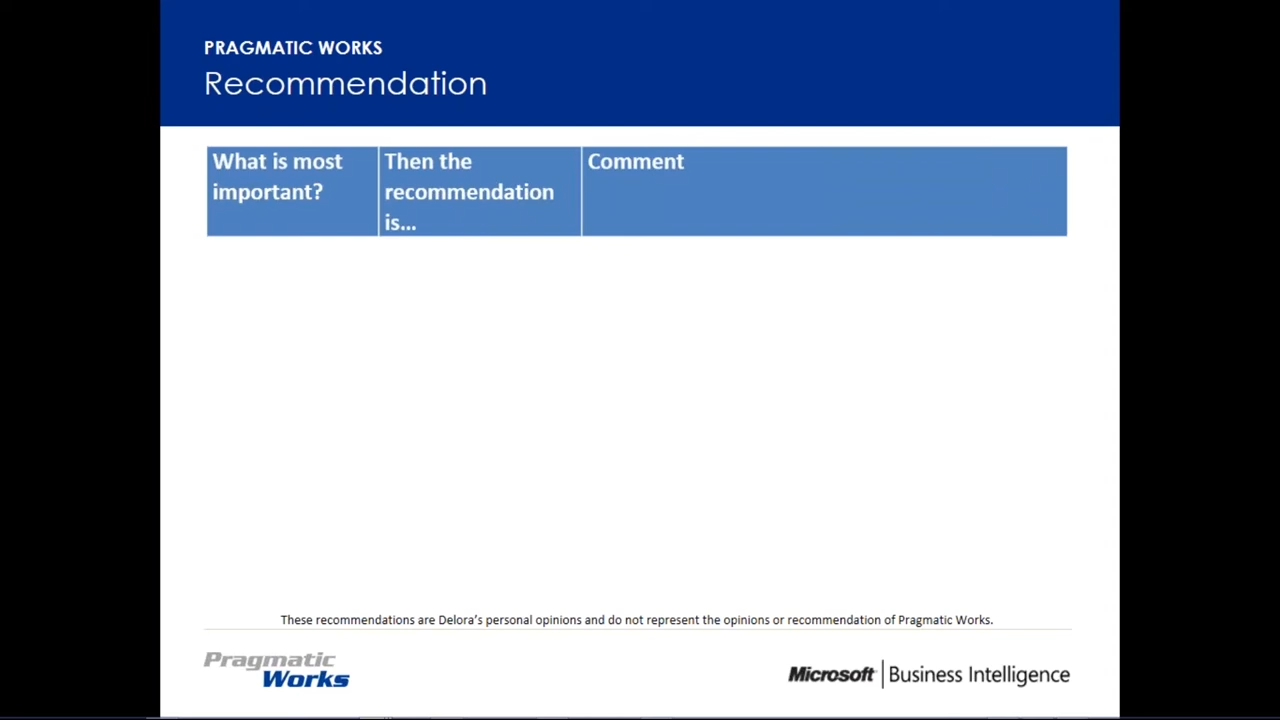 PRAGMATIC WORKS
Recommendation
What is most
important?
Then the
recommendation
is...
Comment
These recommendations are Delora's personal opinions and do not represent the opinions or recommendation of Pragmatic Works.
Pragmatic
Works
Microsoft | Business Intelligence